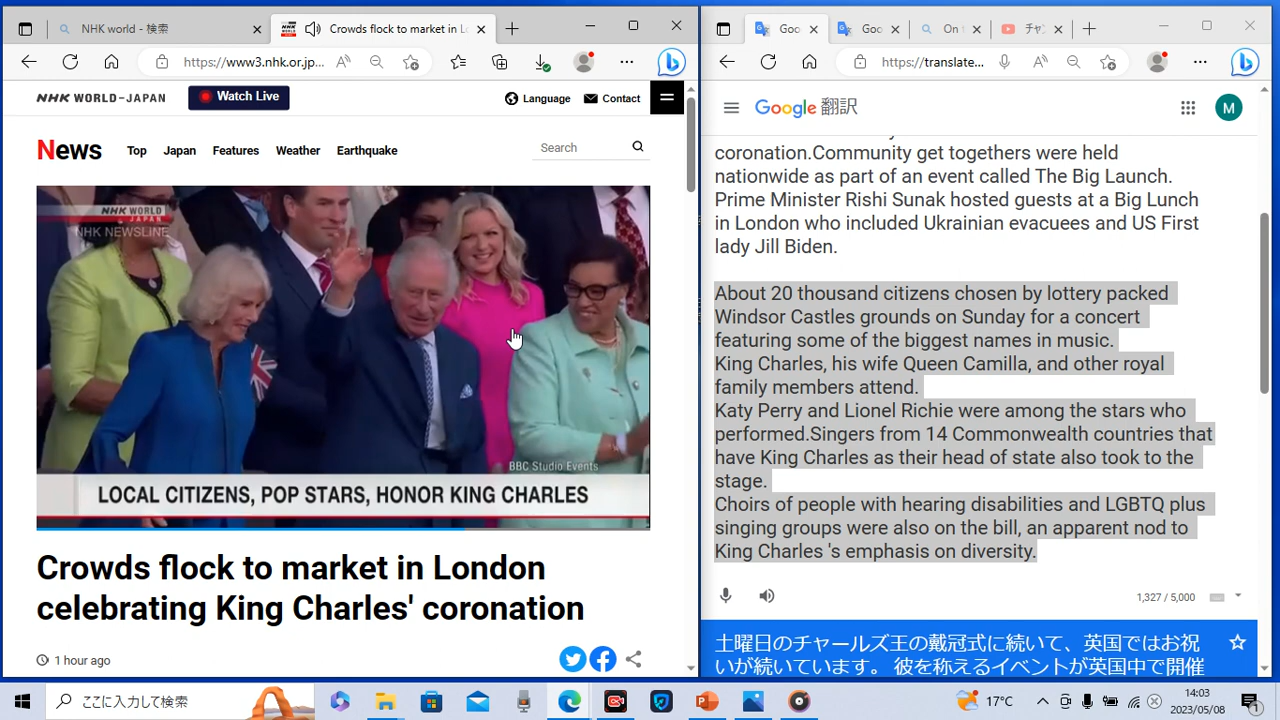 NHK world - 検索
Crowds flock to market in Lo
https://www3.nhk.or.jp...
NHK WORLD-JAPAN
Watch Live
Language
Contact
News
Top
Japan
Features
Weather
Earthquake
Search
NHK WORLD
JAPAN
NHK NEWSLINE
BBC Studio Events
LOCAL CITIZENS, POP STARS, HONOR KING CHARLES
Crowds flock to market in London
celebrating King Charles' coronation
1 hour ago
Goo
Goo
On t
チャン
https://translate...
Google 翻訳
M
coronation.Community get togethers were held
nationwide as part of an event called The Big Launch.
Prime Minister Rishi Sunak hosted guests at a Big Lunch
in London who included Ukrainian evacuees and US First
lady Jill Biden.
About 20 thousand citizens chosen by lottery packed
Windsor Castles grounds on Sunday for a concert
featuring some of the biggest names in music.
King Charles, his wife Queen Camilla, and other royal
family members attend.
Katy Perry and Lionel Richie were among the stars who
performed.Singers from 14 Commonwealth countries that
have King Charles as their head of state also took to the
stage.
Choirs of people with hearing disabilities and LGBTQ plus
singing groups were also on the bill, an apparent nod to
King Charles 's emphasis on diversity.
1,327 / 5,000
土曜日のチャールズ王の戴冠式に続いて、英国ではお祝
いが続いています。 彼を称えるイベントが英国中で開催
ここに入力して検索
17°C
14:03
2023/05/08
1